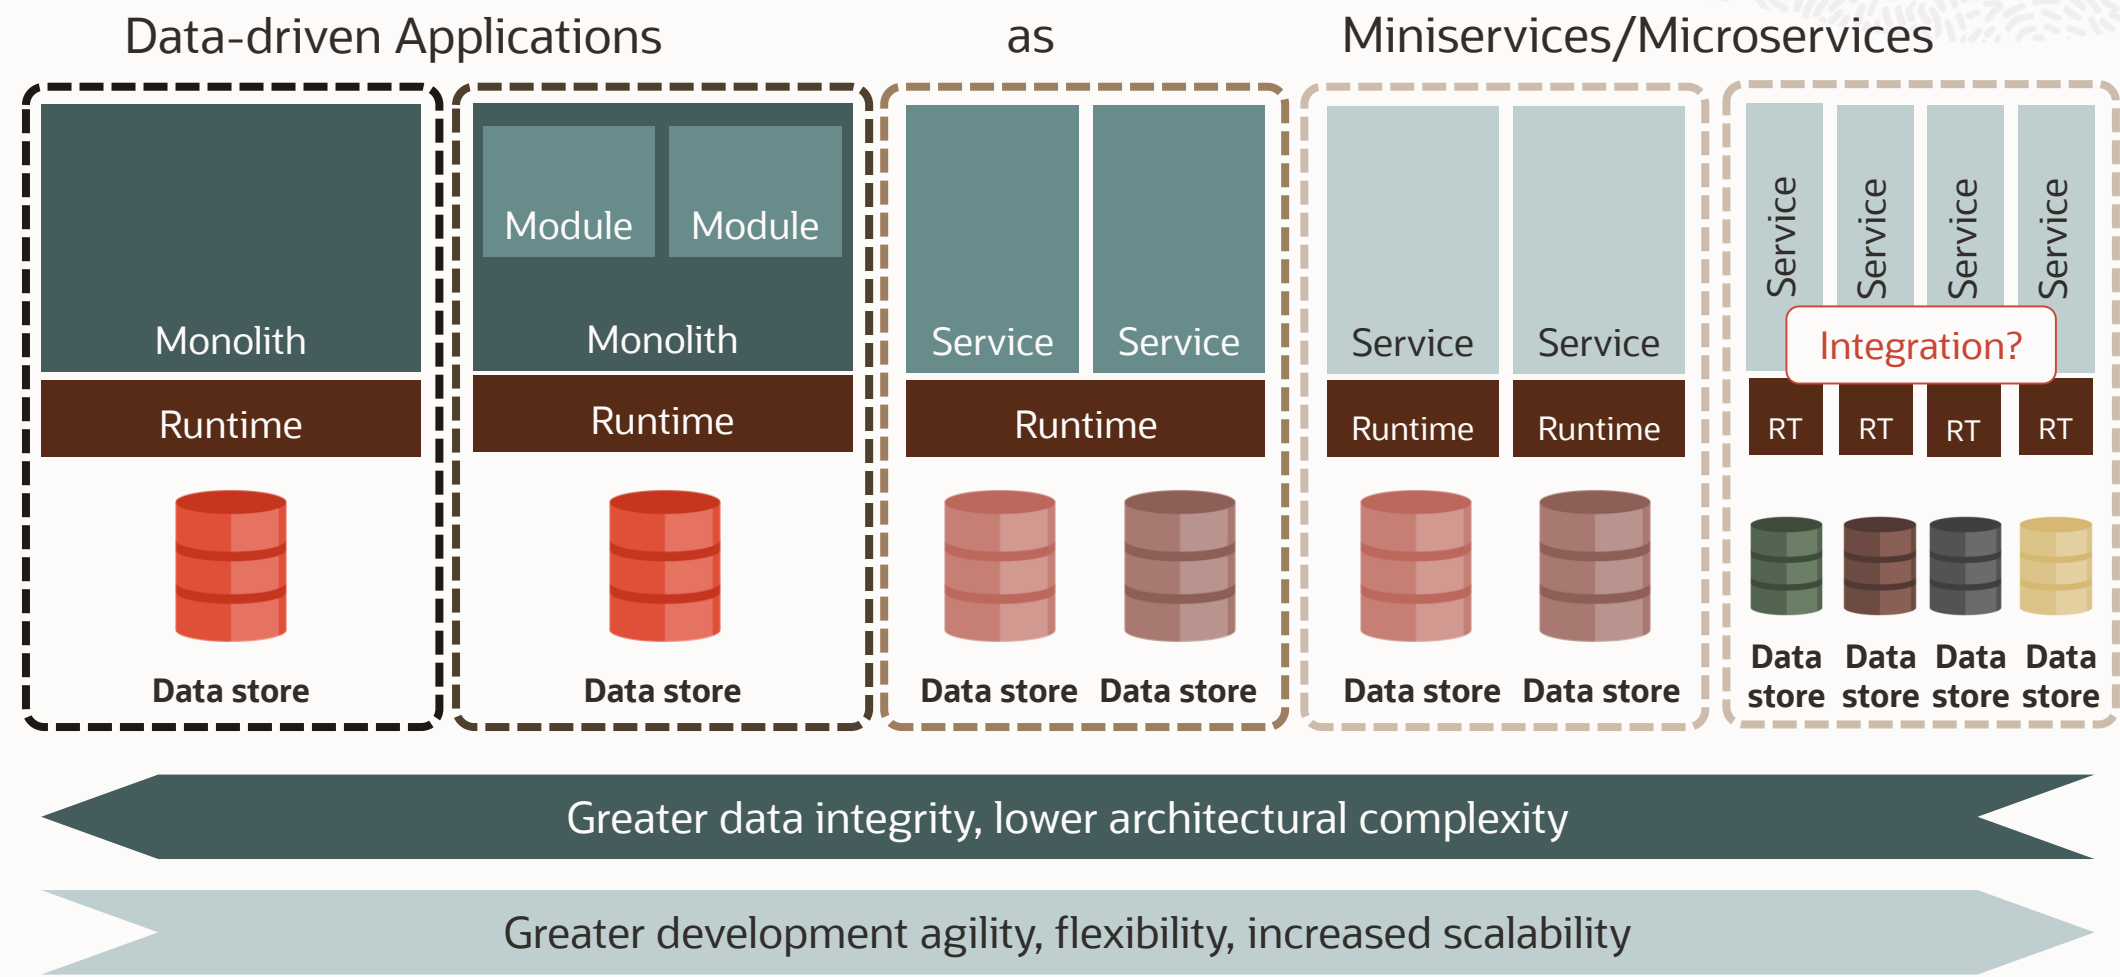 Data-driven Applications as Miniservices/Microservices
Monolith
Runtime
Data store
Module Module
Monolith
Runtime
Data store
Service Service
Runtime
Data store Data store
Service Service
Runtime Runtime
Data store Data store
Service Service Service Service
Integration?
RT RT RT RT
Data Data Data Data
store store store store
Greater data integrity, lower architectural complexity
Greater development agility, flexibility, increased scalability